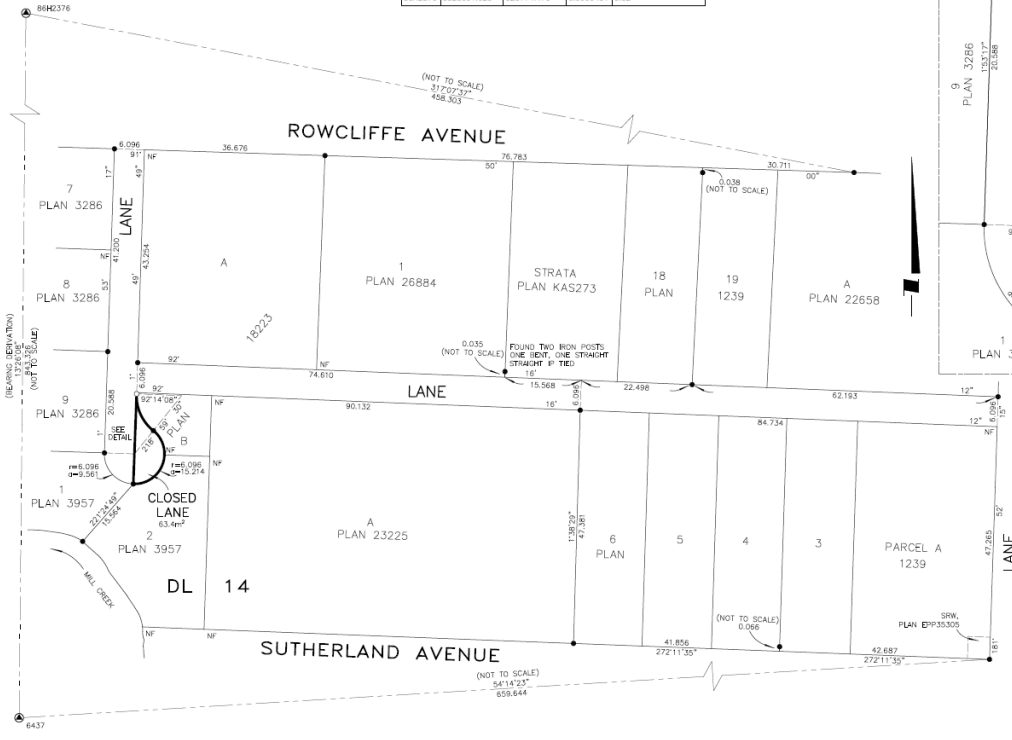 86H2376
(NOT TO SCALE)
317°07'37"
458.303
ROWCLIFFE AVENUE
9
PLAN 3286
1°53'17"
20.588
6.096
91°
NF
36.676
76.783
50'
30.711
00"
0.038
(NOT TO SCALE)
7
PLAN 3286
17"
49"
LANE
NF
41.200
43.254
8
PLAN 3286
53'
49'
A
18223
1
PLAN 26884
STRATA
PLAN KAS273
18
PLAN
19
1239
A
PLAN 22658
(BEARING DERIVATION)
13°26'08"
843.326
(NOT TO SCALE)
0.035
(NOT TO SCALE)
FOUND TWO IRON POSTS
ONE BENT, ONE STRAIGHT
STRAIGHT IP TIED
92'
NF
74.610
16'
15.568
22.498
62.193
12"
1"
6.096
LANE
92'
92°14'08"
90.132
16'
6.096
84.734
12"
6.096
15"
NF
9
PLAN 3286
20.588
1'
SEE
DETAIL
218°
59'
30"
PLAN
B
NF
NF
r=6.096
a=9.561
r=6.096
a=15.214
1
PLAN 3957
CLOSED
LANE
63.4m²
221°24'49"
15.564
2
PLAN 3957
MILL CREEK
DL 14
A
PLAN 23225
1°38'29"
47.381
6
PLAN
5
4
3
PARCEL A
1239
52'
47.265
LANE
181°
SRW,
PLAN EPP35305
(NOT TO SCALE)
0.066
NF
NF
41.856
272°11'35"
42.687
272°11'35"
SUTHERLAND AVENUE
(NOT TO SCALE)
54°14'23"
659.644
6437